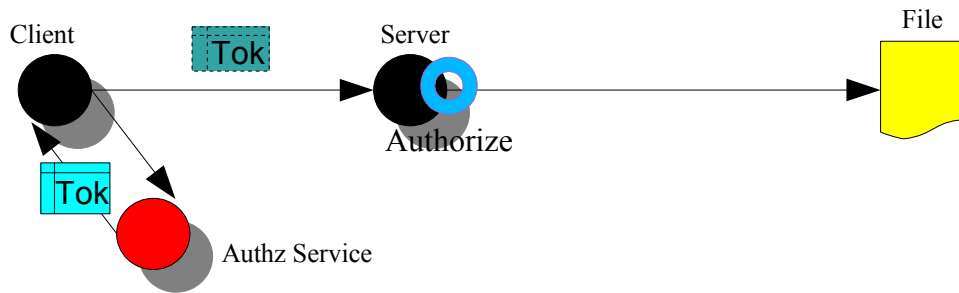 Client
Tok
Server
File
Authorize
Tok
Authz Service